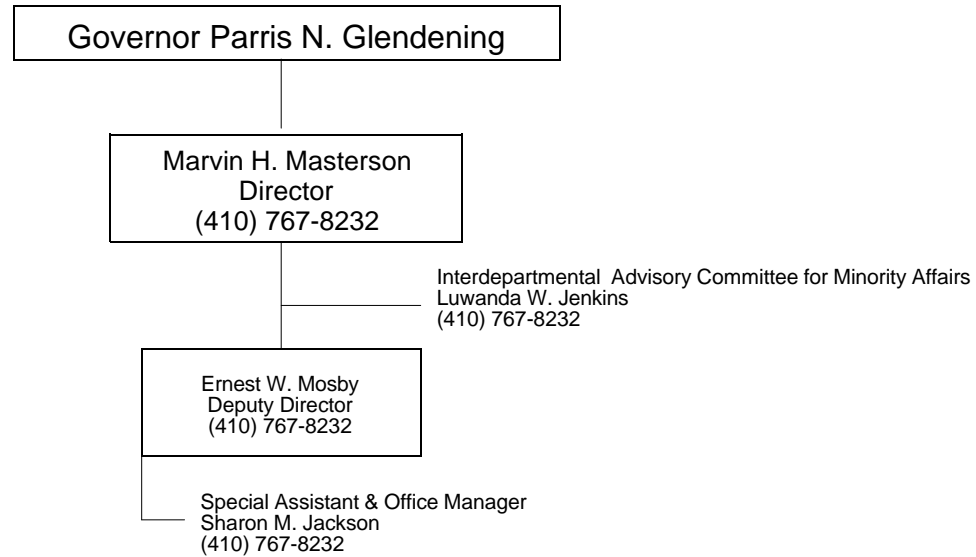 Governor Parris N. Glendening
Marvin H. Masterson
Director
(410) 767-8232
Interdepartmental Advisory Committee for Minority Affairs
Luwanda W. Jenkins
(410) 767-8232
Ernest W. Mosby
Deputy Director
(410) 767-8232
Special Assistant & Office Manager
Sharon M. Jackson
(410) 767-8232